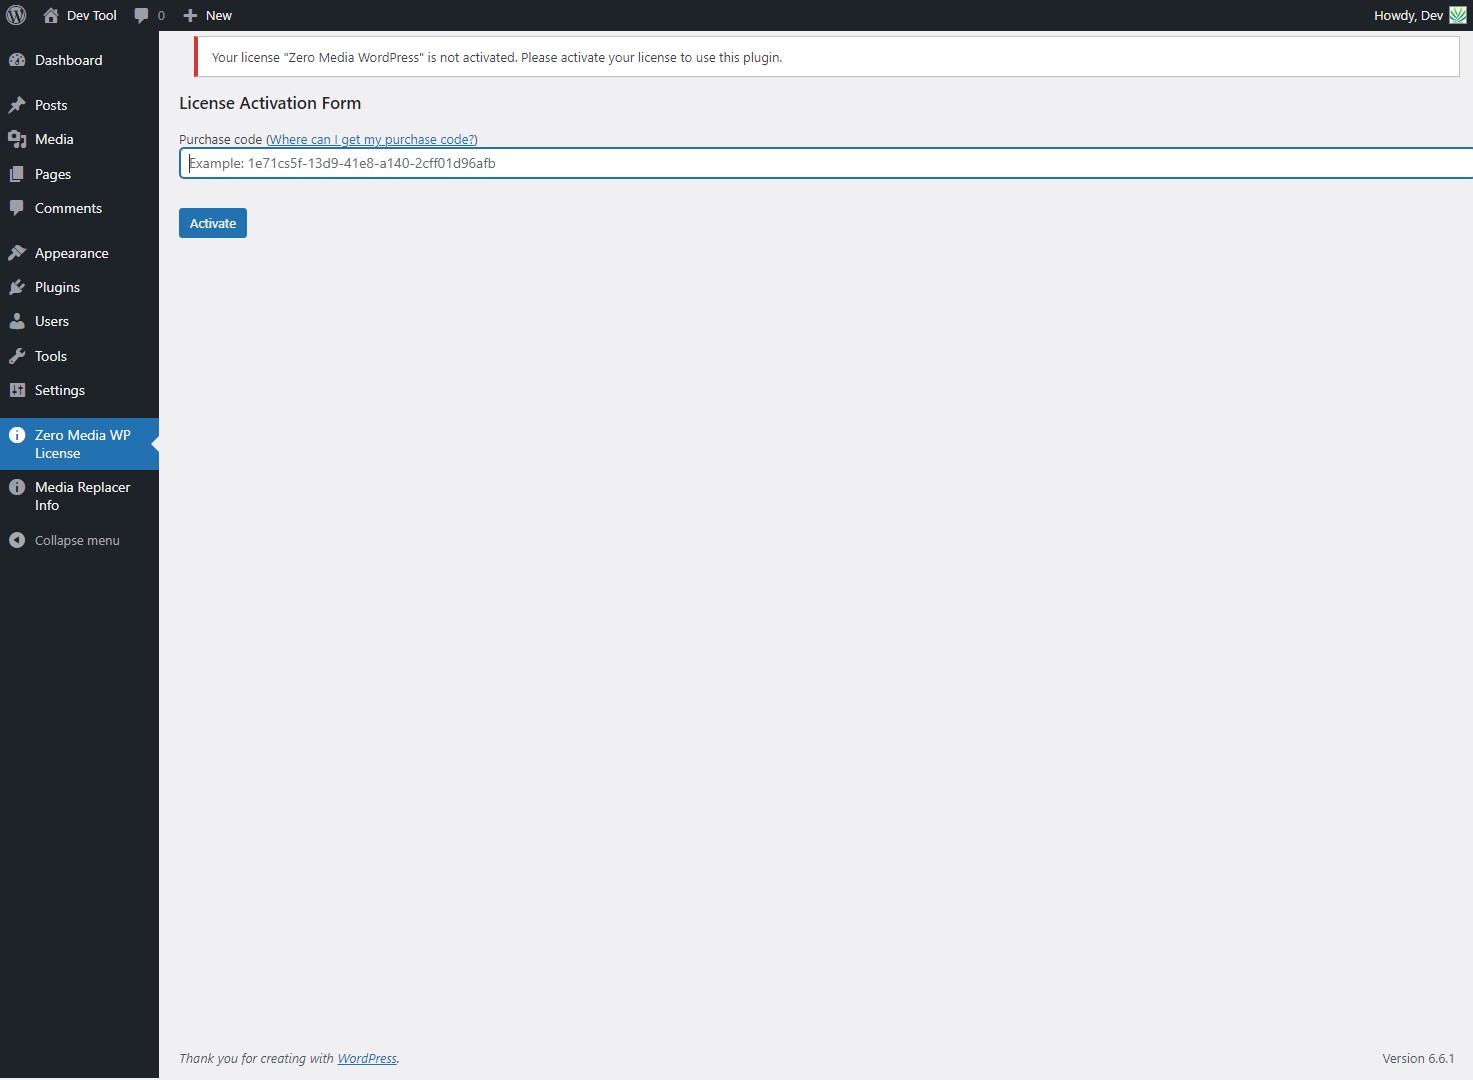 Dev Tool
0
New
Howdy, Dev
Dashboard
Posts
Media
Pages
Comments
Appearance
Plugins
Users
Tools
Settings
Zero Media WP
License
Media Replacer
Info
Collapse menu
Your license "Zero Media WordPress" is not activated. Please activate your license to use this plugin.
License Activation Form
Purchase code (Where can I get my purchase code?)
Example: 1e71cs5f-13d9-41e8-a140-2cff01d96afb
Activate
Thank you for creating with WordPress.
Version 6.6.1